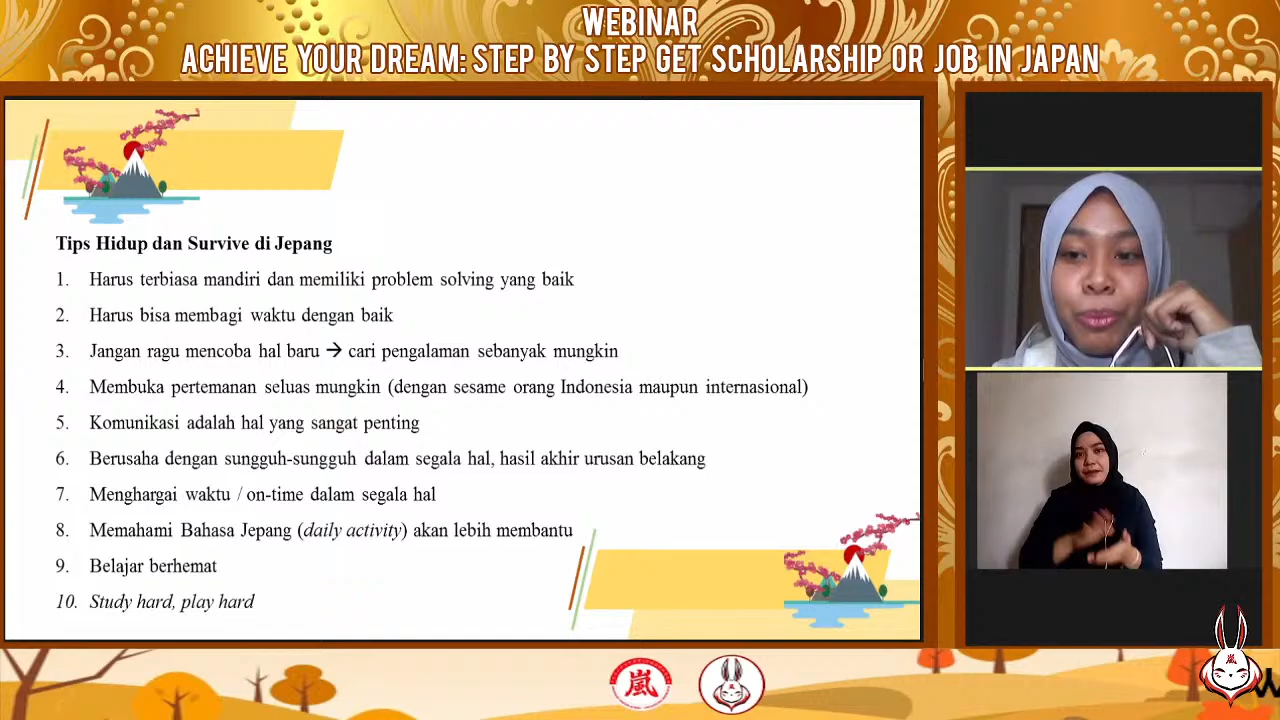 WEBINAR
ACHIEVE YOUR DREAM: STEP BY STEP GET SCHOLARSHIP OR JOB IN JAPAN
Tips Hidup dan Survive di Jepang
1. Harus terbiasa mandiri dan memiliki problem solving yang baik
2. Harus bisa membagi waktu dengan baik
3. Jangan ragu mencoba hal baru → cari pengalaman sebanyak mungkin
4. Membuka pertemanan seluas mungkin (dengan sesame orang Indonesia maupun internasional)
5. Komunikasi adalah hal yang sangat penting
6. Berusaha dengan sungguh-sungguh dalam segala hal, hasil akhir urusan belakang
7. Menghargai waktu / on-time dalam segala hal
8. Memahami Bahasa Jepang (daily activity) akan lebih membantu
9. Belajar berhemat
10. Study hard, play hard
嵐